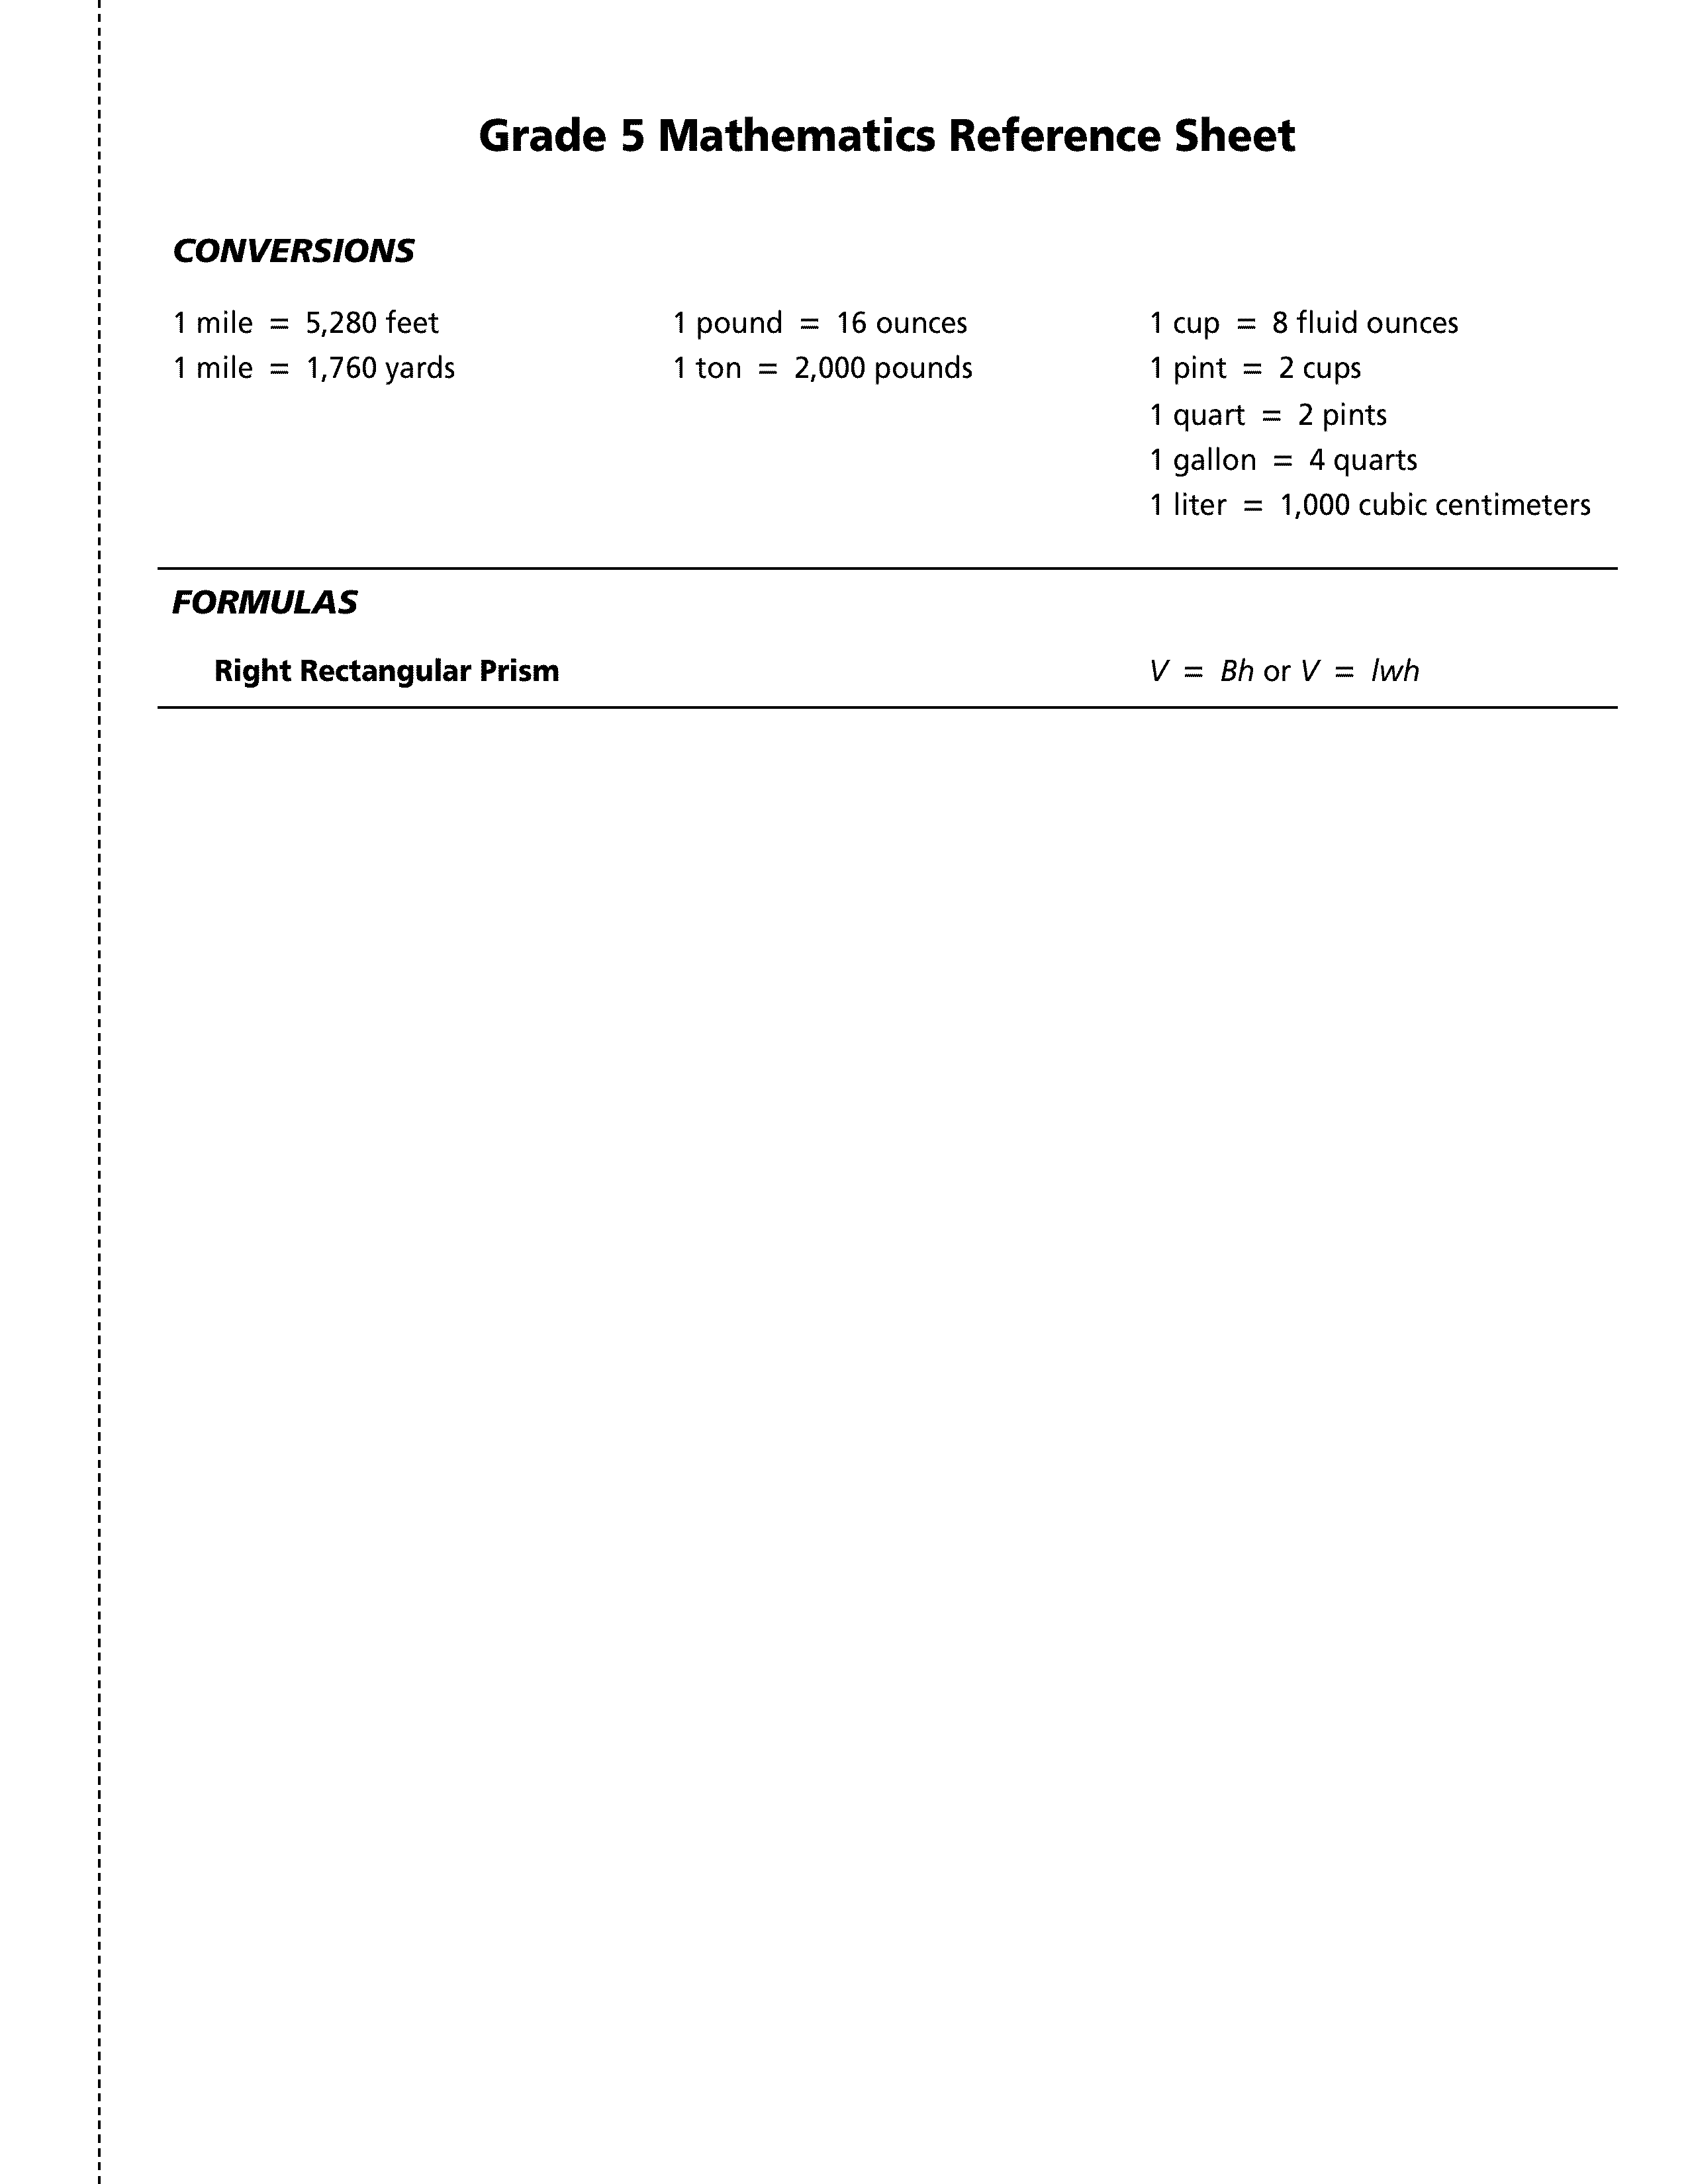 Grade 5 Mathematics Reference Sheet
CONVERSIONS
1 mile = 5,280 feet
1 mile = 1,760 yards
1 pound = 16 ounces
1 ton = 2,000 pounds
1 cup = 8 fluid ounces
1 pint = 2 cups
1 quart = 2 pints
1 gallon = 4 quarts
1 liter = 1,000 cubic centimeters
FORMULAS
Right Rectangular Prism V = Bh or V = lwh